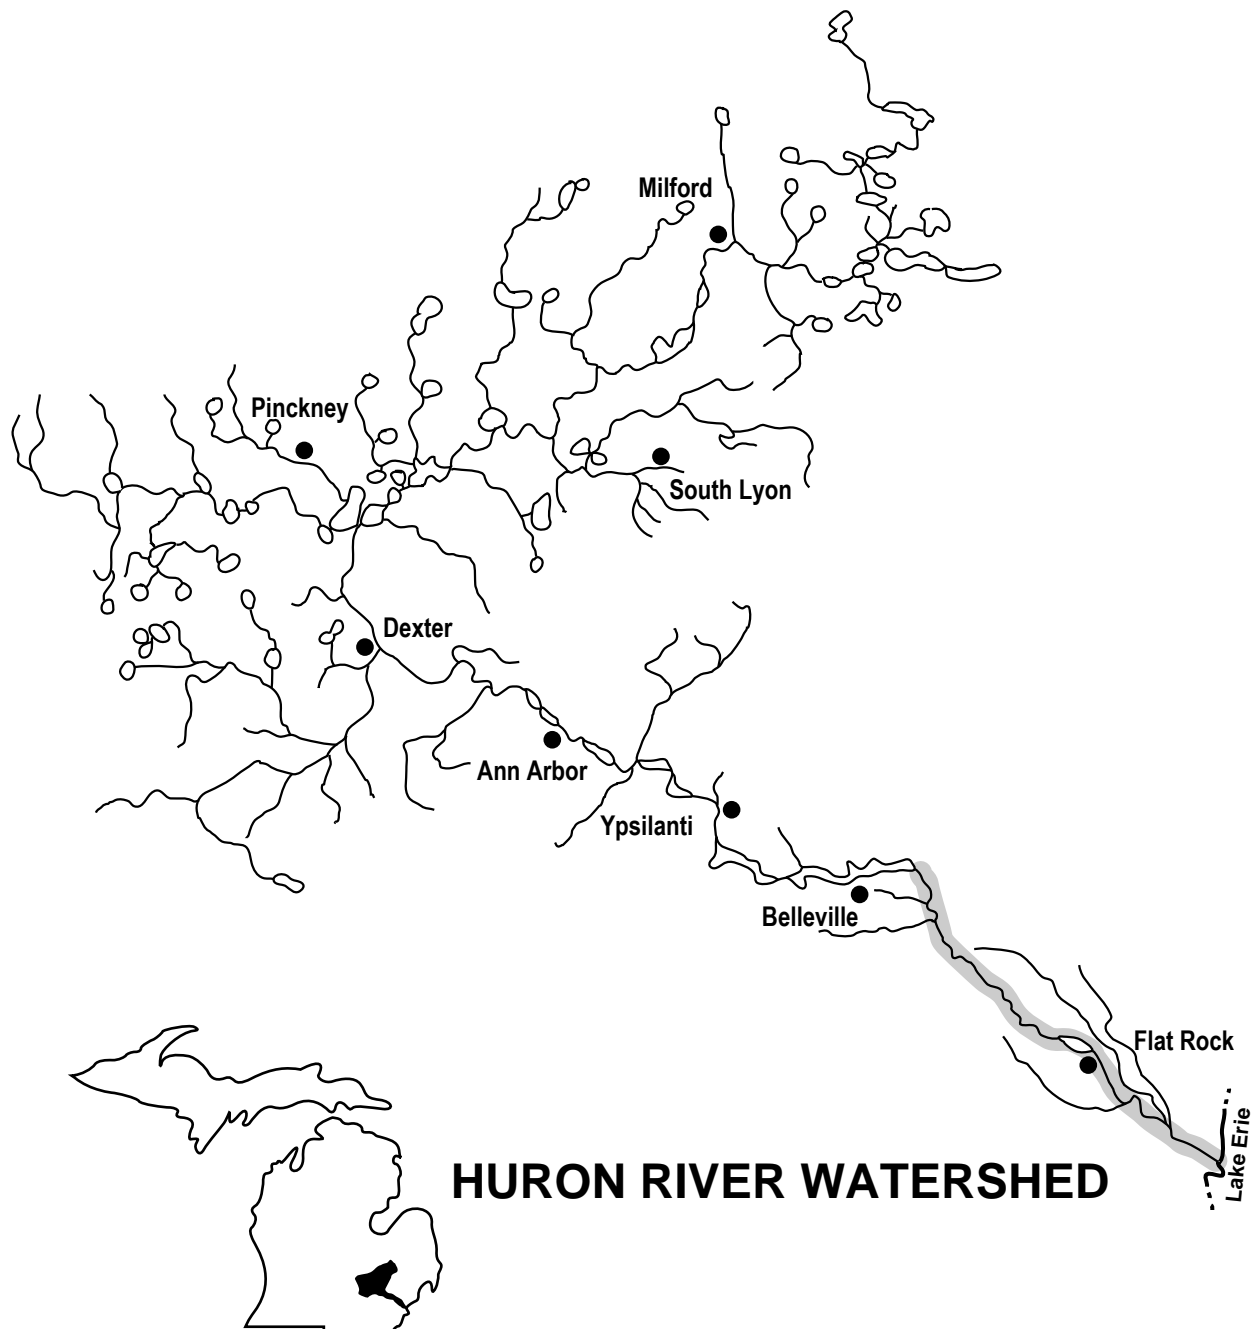 Milford
Pinckney
South Lyon
Dexter
Ann Arbor
Ypsilanti
Belleville
Flat Rock
Lake Erie
HURON RIVER WATERSHED